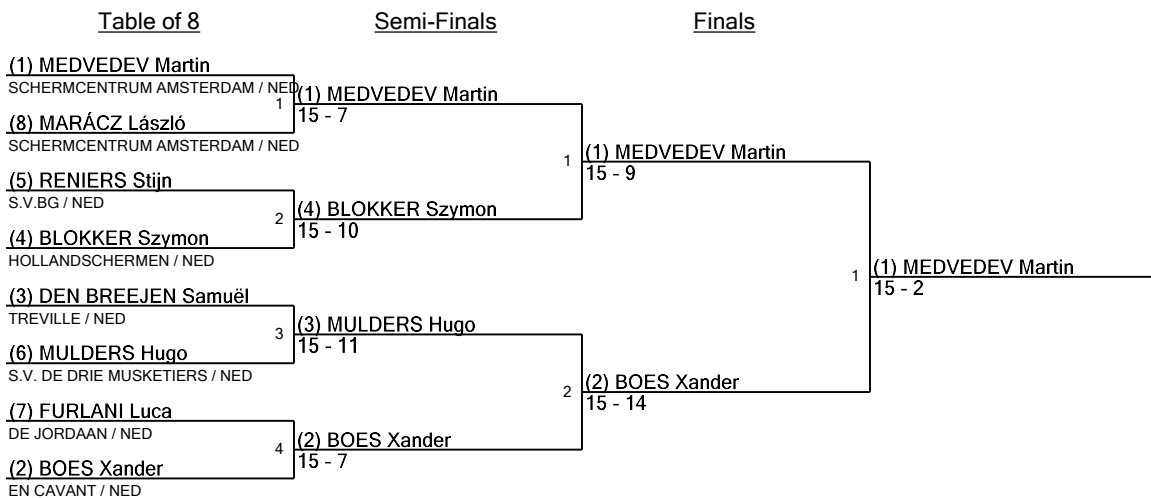 Table of 8
Semi-Finals
Finals
(1) MEDVEDEV Martin
SCHERMCENTRUM AMSTERDAM / NED
1
(1) MEDVEDEV Martin
15 - 7
(8) MARÁCZ László
SCHERMCENTRUM AMSTERDAM / NED
1
(1) MEDVEDEV Martin
15 - 9
(5) RENIERS Stijn
S.V.BG / NED
2
(4) BLOKKER Szymon
15 - 10
(4) BLOKKER Szymon
HOLLANDSCHERMEN / NED
1
(1) MEDVEDEV Martin
15 - 2
(3) DEN BREEJEN Samuël
TREVILLE / NED
3
(3) MULDERS Hugo
15 - 11
(6) MULDERS Hugo
S.V. DE DRIE MUSKETIERS / NED
2
(2) BOES Xander
15 - 14
(7) FURLANI Luca
DE JORDAAN / NED
4
(2) BOES Xander
15 - 7
(2) BOES Xander
EN CAVANT / NED